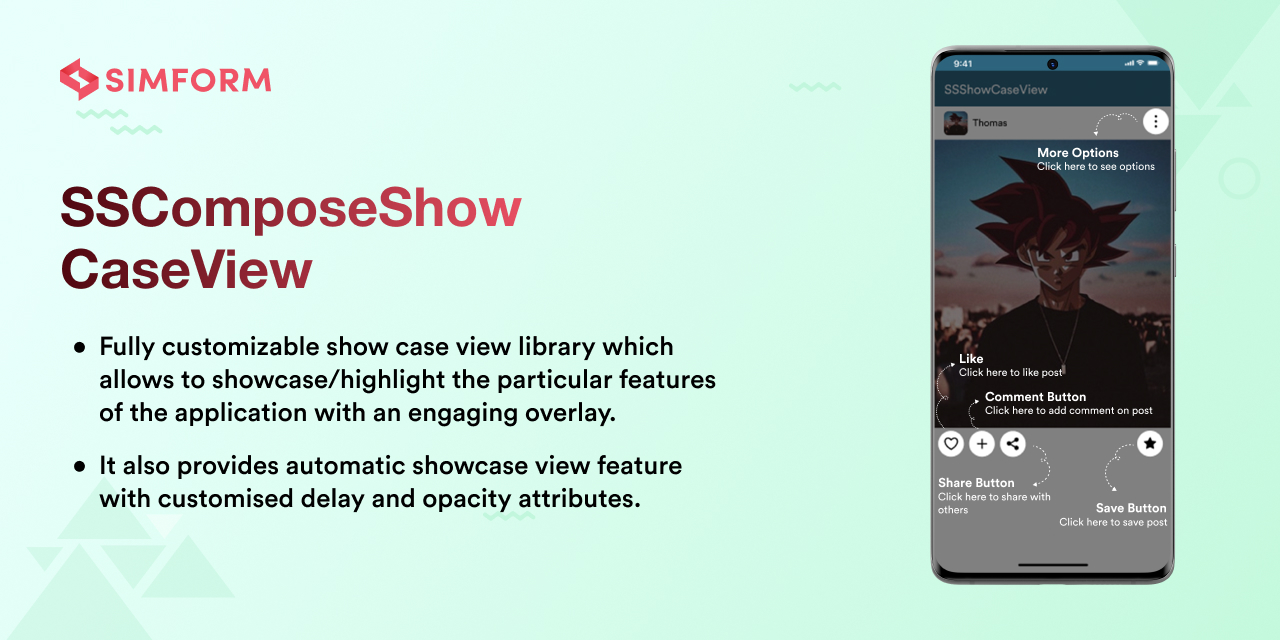 SIMFORM
SSComposeShow
CaseView
Fully customizable show case view library which
allows to showcase/highlight the particular features
of the application with an engaging overlay.
It also provides automatic showcase view feature
with customised delay and opacity attributes.
9:41
SSShowCaseView
Thomas
More Options
Click here to see options
Like
Click here to like post
Comment Button
Click here to add comment on post
Share Button
Click here to share with
others
Save Button
Click here to save post